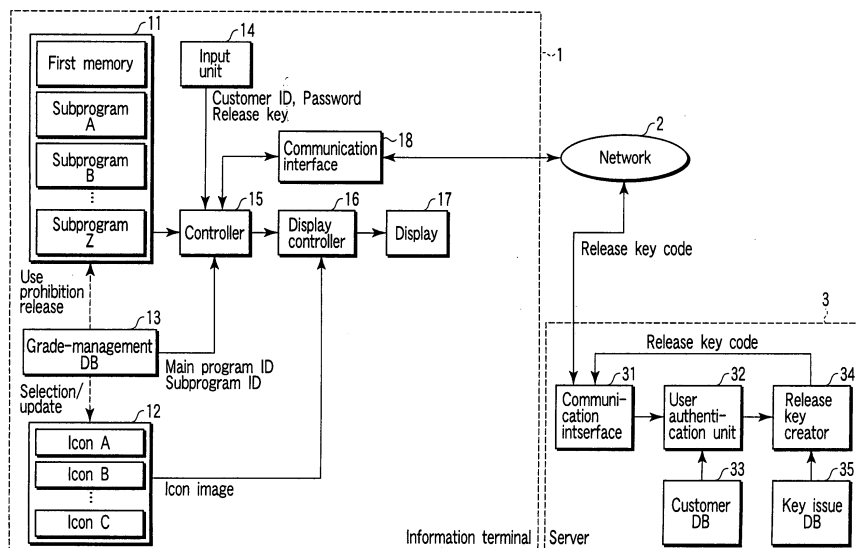 11
First memory
Subprogram
A
Subprogram
B
Subprogram
Z
14
Input
unit
Customer ID, Password
Release key
1
18
Communication
interface
2
Network
15
Controller
16
Display
controller
17
Display
Release key code
Use
prohibition
release
13
Grade-management
DB
Main program ID
Subprogram ID
Selection/
update
12
Icon A
Icon B
Icon C
Icon image
Information terminal
3
Server
Release key code
31
Communi-
cation
intserface
32
User
authenti-
cation unit
34
Release
key
creator
33
Customer
DB
35
Key issue
DB